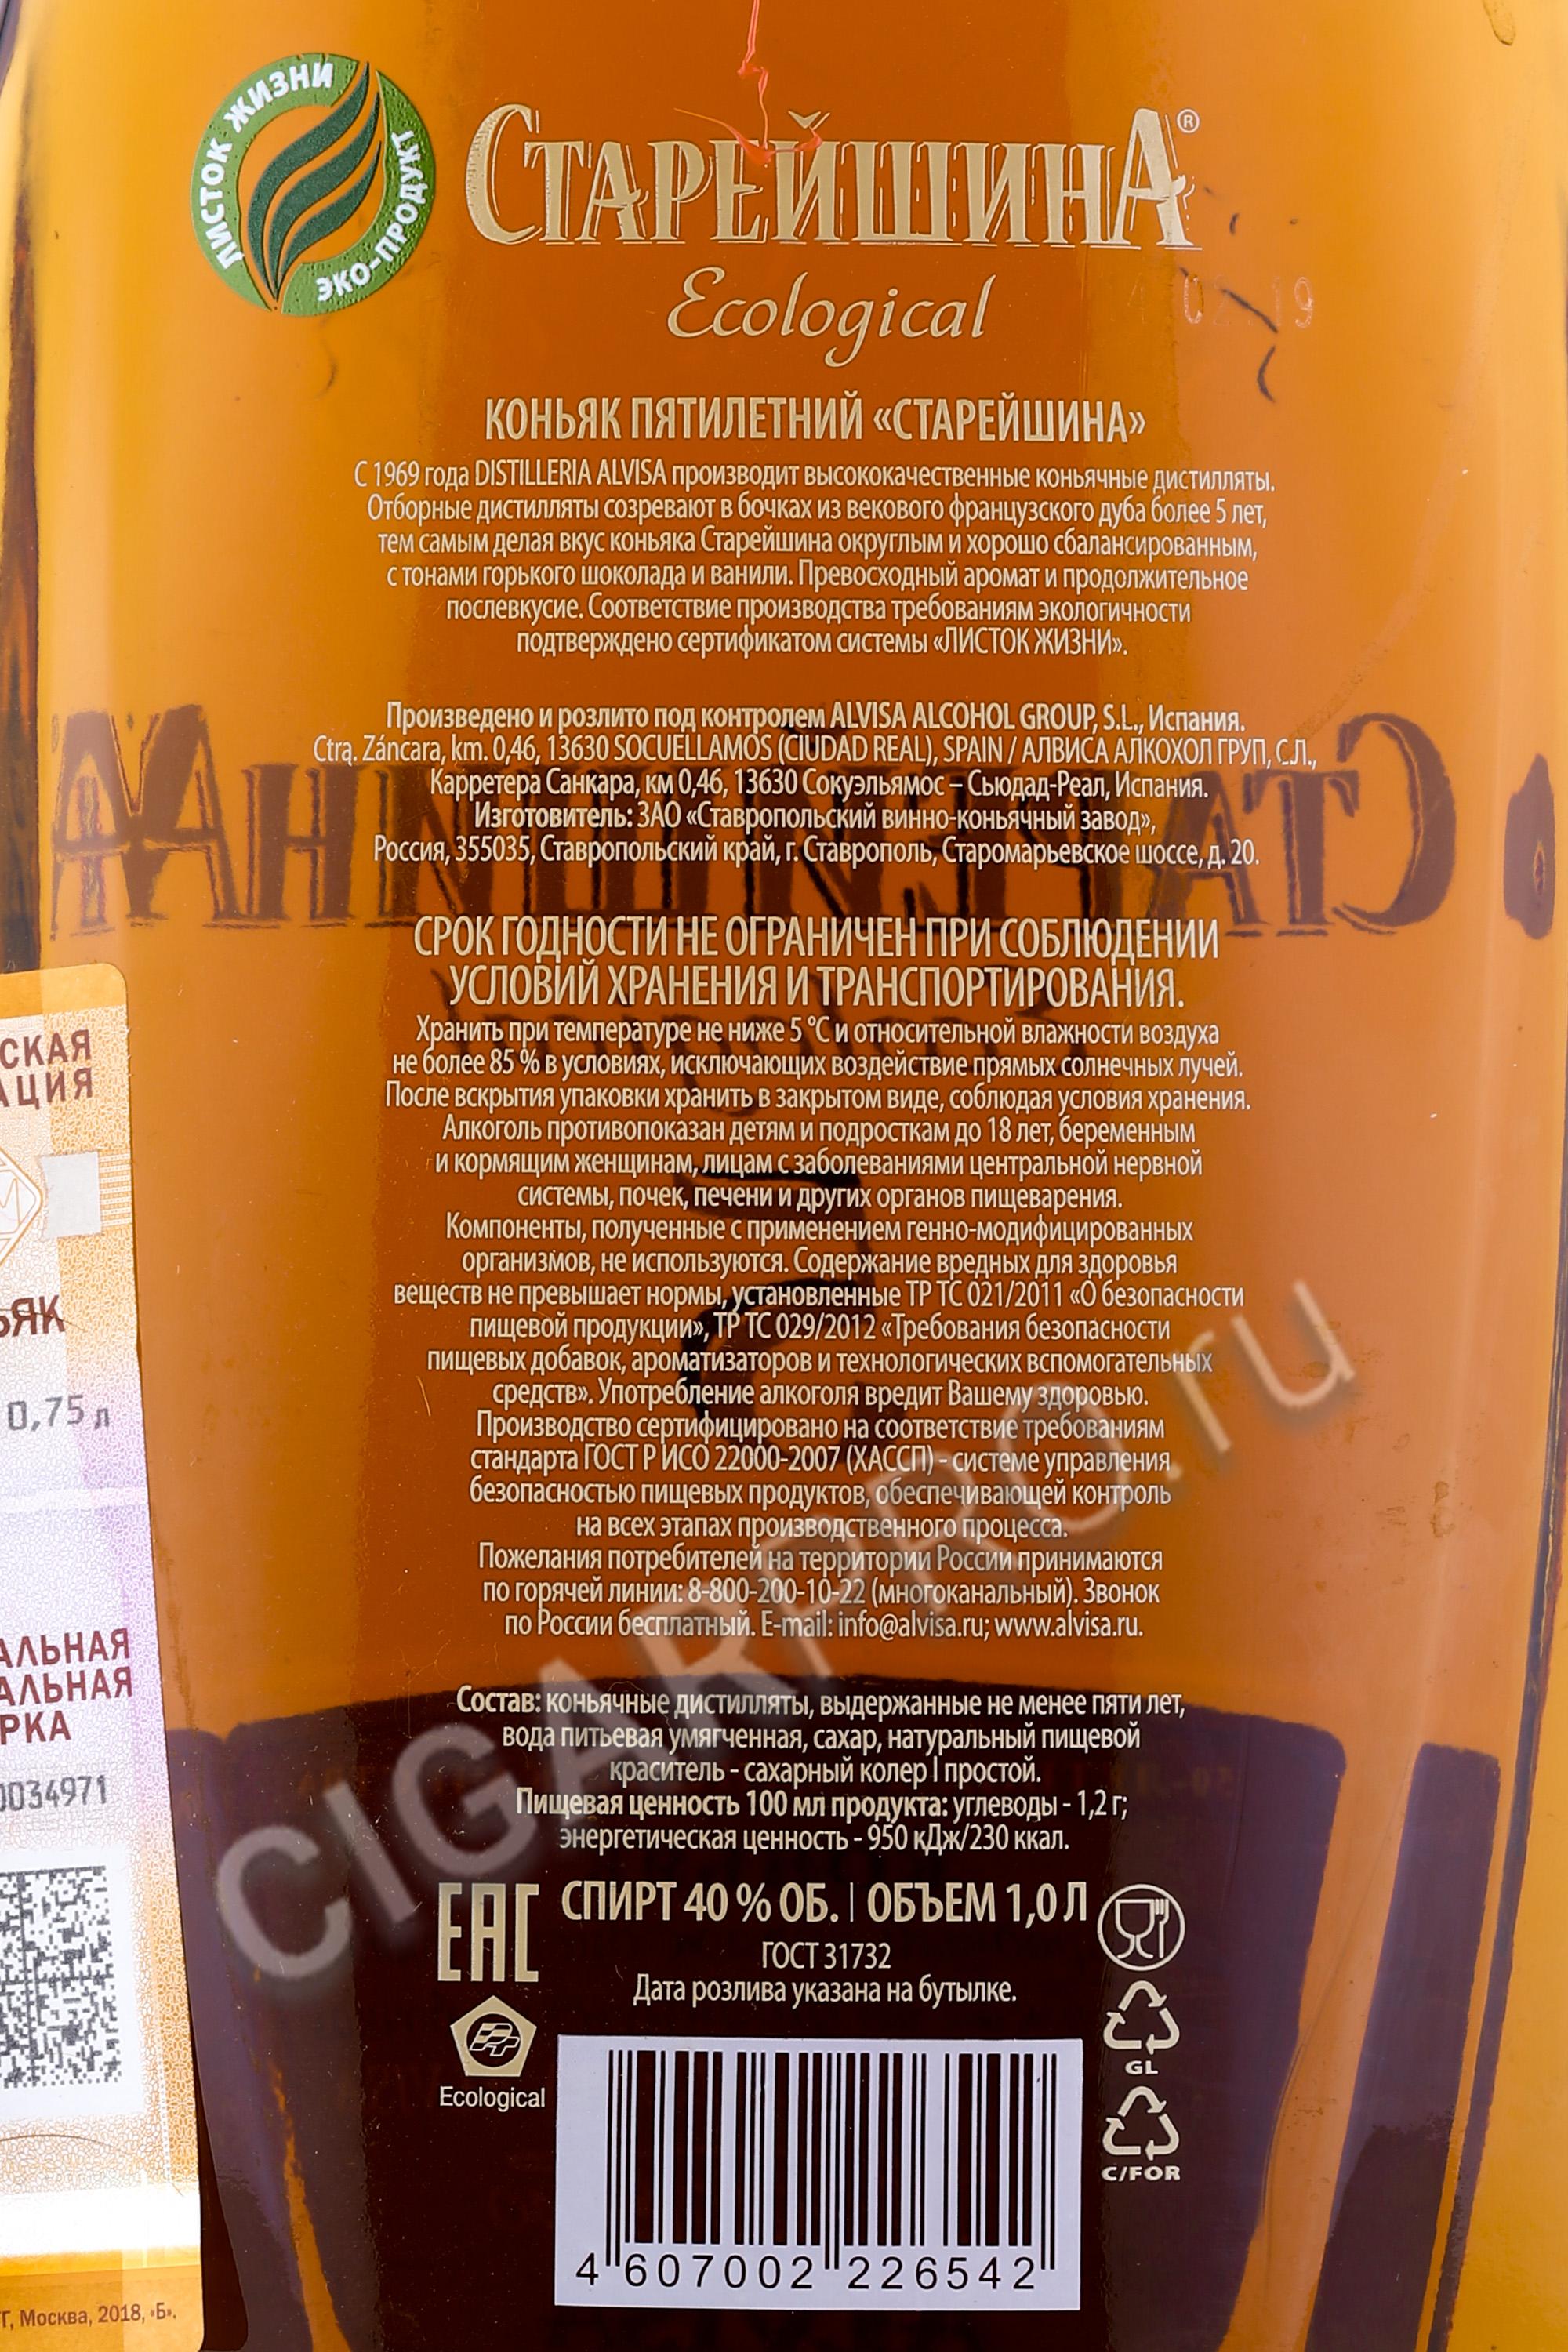 ЛИСТОК ЖИЗНИ
ЭКО-ПРОДУКТ
СТАРЕЙШИНА®
Ecological
КОНЬЯК ПЯТИЛЕТНИЙ «СТАРЕЙШИНА»
С 1969 года DISTILLERIA ALVISA производит высококачественные коньячные дистилляты.
Отборные дистилляты созревают в бочках из векового французского дуба более 5 лет,
тем самым делая вкус коньяка Старейшина округлым и хорошо сбалансированным,
с тонами горького шоколада и ванили. Превосходный аромат и продолжительное
послевкусие. Соответствие производства требованиям экологичности
подтверждено сертификатом системы «ЛИСТОК ЖИЗНИ».
Произведено и розлито под контролем ALVISA ALCOHOL GROUP, S.L., Испания.
Ctrą. Záncara, km. 0,46, 13630 SOCUELLAMOS (CIUDAD REAL), SPAIN / АЛВИСА АЛКОХОЛ ГРУП, С.Л.,
Карретера Санкара, км 0,46, 13630 Сокуэльямос – Сьюдад-Реал, Испания.
Изготовитель: ЗАО «Ставропольский винно-коньячный завод»,
Россия, 355035, Ставропольский край, г. Ставрополь, Старомарьевское шоссе, д. 20.
СРОК ГОДНОСТИ НЕ ОГРАНИЧЕН ПРИ СОБЛЮДЕНИИ
УСЛОВИЙ ХРАНЕНИЯ И ТРАНСПОРТИРОВАНИЯ.
Хранить при температуре не ниже 5 °С и относительной влажности воздуха
не более 85 % в условиях, исключающих воздействие прямых солнечных лучей.
После вскрытия упаковки хранить в закрытом виде, соблюдая условия хранения.
Алкоголь противопоказан детям и подросткам до 18 лет, беременным
и кормящим женщинам, лицам с заболеваниями центральной нервной
системы, почек, печени и других органов пищеварения.
Компоненты, полученные с применением генно-модифицированных
организмов, не используются. Содержание вредных для здоровья
веществ не превышает нормы, установленные ТР ТС 021/2011 «О безопасности
пищевой продукции», ТР ТС 029/2012 «Требования безопасности
пищевых добавок, ароматизаторов и технологических вспомогательных
средств». Употребление алкоголя вредит Вашему здоровью.
Производство сертифицировано на соответствие требованиям
стандарта ГОСТ Р ИСО 22000-2007 (ХАССП) - системе управления
безопасностью пищевых продуктов, обеспечивающей контроль
на всех этапах производственного процесса.
Пожелания потребителей на территории России принимаются
по горячей линии: 8-800-200-10-22 (многоканальный). Звонок
по России бесплатный. E-mail: info@alvisa.ru; www.alvisa.ru.
Состав: коньячные дистилляты, выдержанные не менее пяти лет,
вода питьевая умягченная, сахар, натуральный пищевой
краситель - сахарный колер I простой.
Пищевая ценность 100 мл продукта: углеводы - 1,2 г;
энергетическая ценность - 950 кДж/230 ккал.
EAC
СПИРТ 40 % ОБ. | ОБЪЕМ 1,0 Л
ГОСТ 31732
Дата розлива указана на бутылке.
Ecological
GL
C/FOR
4 607002 226542
СКАЯ
АЦИЯ
ЬЯК
0,75 л
АЛЬНАЯ
АЛЬНАЯ
РКА
0034971
Г, Москва, 2018, «Б».
CIGARPRO.ru